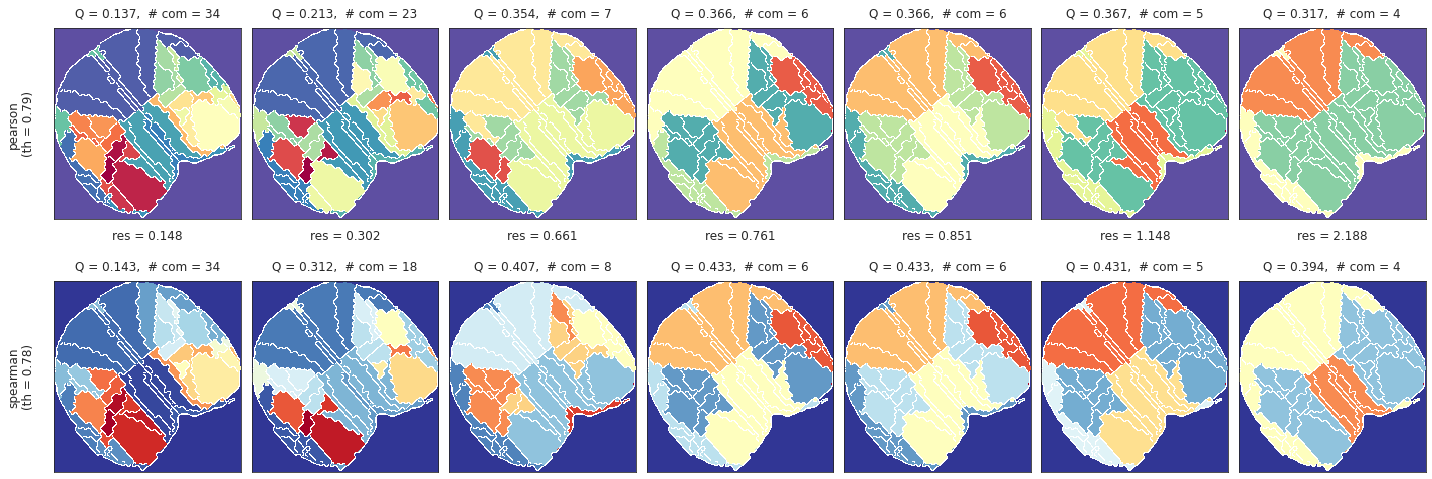 Q = 0.137,  # com = 34
Q = 0.213,  # com = 23
Q = 0.354,  # com = 7
Q = 0.366,  # com = 6
Q = 0.366,  # com = 6
Q = 0.367,  # com = 5
Q = 0.317,  # com = 4
pearson
(th = 0.79)
res = 0.148
res = 0.302
res = 0.661
res = 0.761
res = 0.851
res = 1.148
res = 2.188
Q = 0.143,  # com = 34
Q = 0.312,  # com = 18
Q = 0.407,  # com = 8
Q = 0.433,  # com = 6
Q = 0.433,  # com = 6
Q = 0.431,  # com = 5
Q = 0.394,  # com = 4
spearman
(th = 0.78)